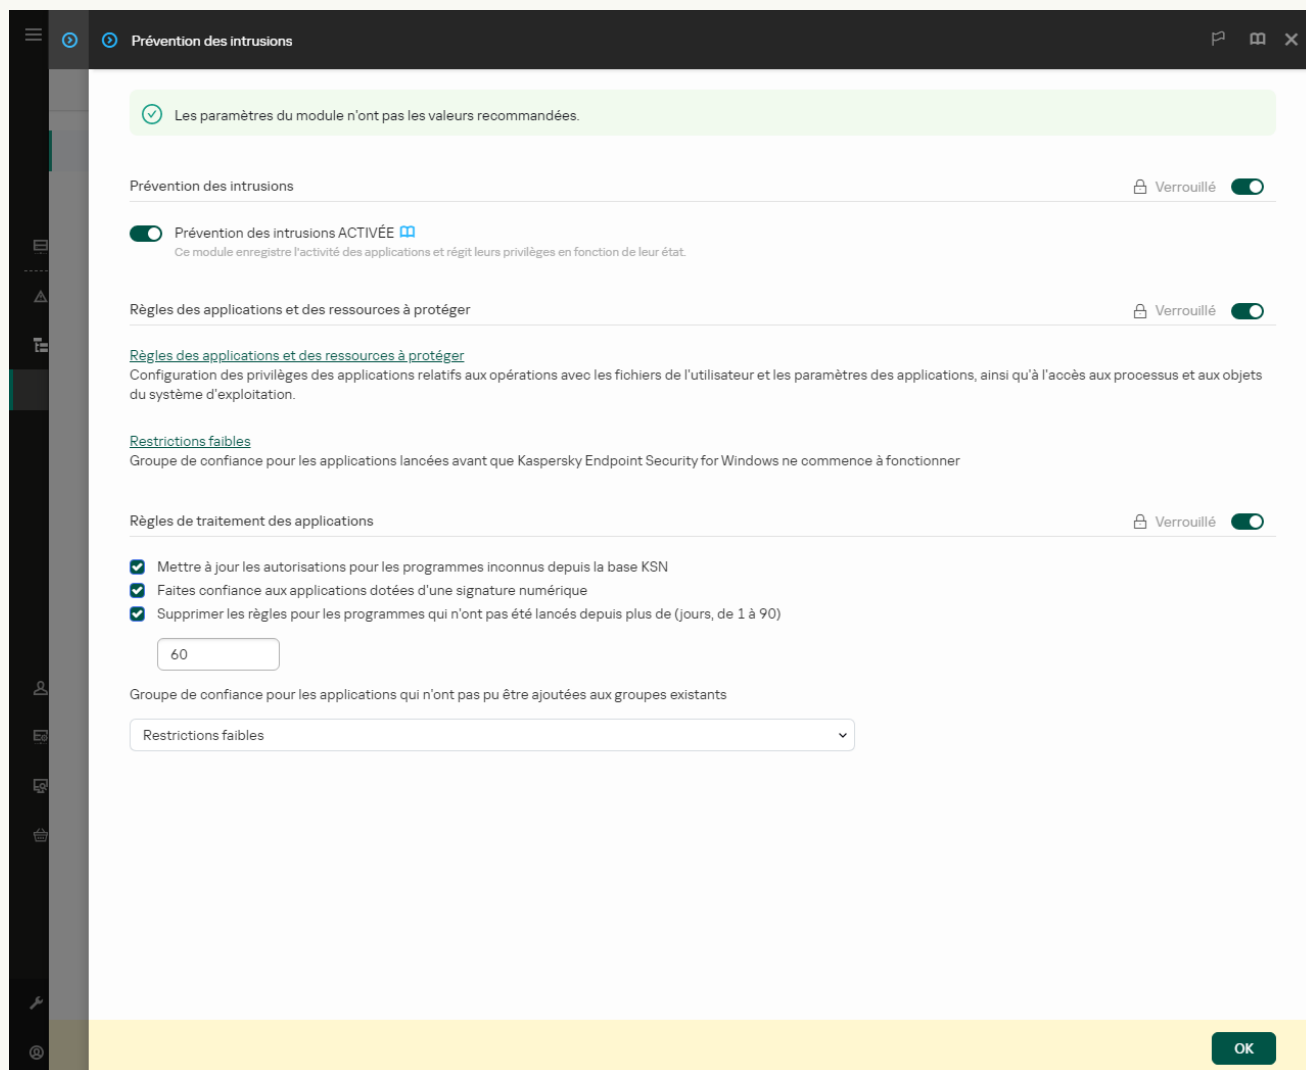 Prévention des intrusions
Les paramètres du module n'ont pas les valeurs recommandées.
Prévention des intrusions
Verrouillé
Prévention des intrusions ACTIVÉE
Ce module enregistre l'activité des applications et régit leurs privilèges en fonction de leur état.
Règles des applications et des ressources à protéger
Verrouillé
Règles des applications et des ressources à protéger
Configuration des privilèges des applications relatifs aux opérations avec les fichiers de l'utilisateur et les paramètres des applications, ainsi qu'à l'accès aux processus et aux objets
du système d'exploitation.
Restrictions faibles
Groupe de confiance pour les applications lancées avant que Kaspersky Endpoint Security for Windows ne commence à fonctionner
Règles de traitement des applications
Verrouillé
Mettre à jour les autorisations pour les programmes inconnus depuis la base KSN
Faites confiance aux applications dotées d'une signature numérique
Supprimer les règles pour les programmes qui n'ont pas été lancés depuis plus de (jours, de 1 à 90)
60
Groupe de confiance pour les applications qui n'ont pas pu être ajoutées aux groupes existants
Restrictions faibles
OK